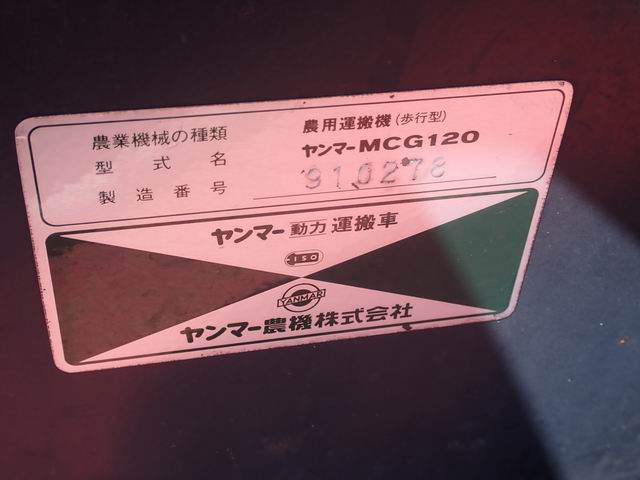 農業機械の種類 農用運搬機(歩行型)
型式名 ヤンマーMCG120
製造番号 910278
ヤンマー動力運搬車
ISO
YANMAR
ヤンマー農機株式会社